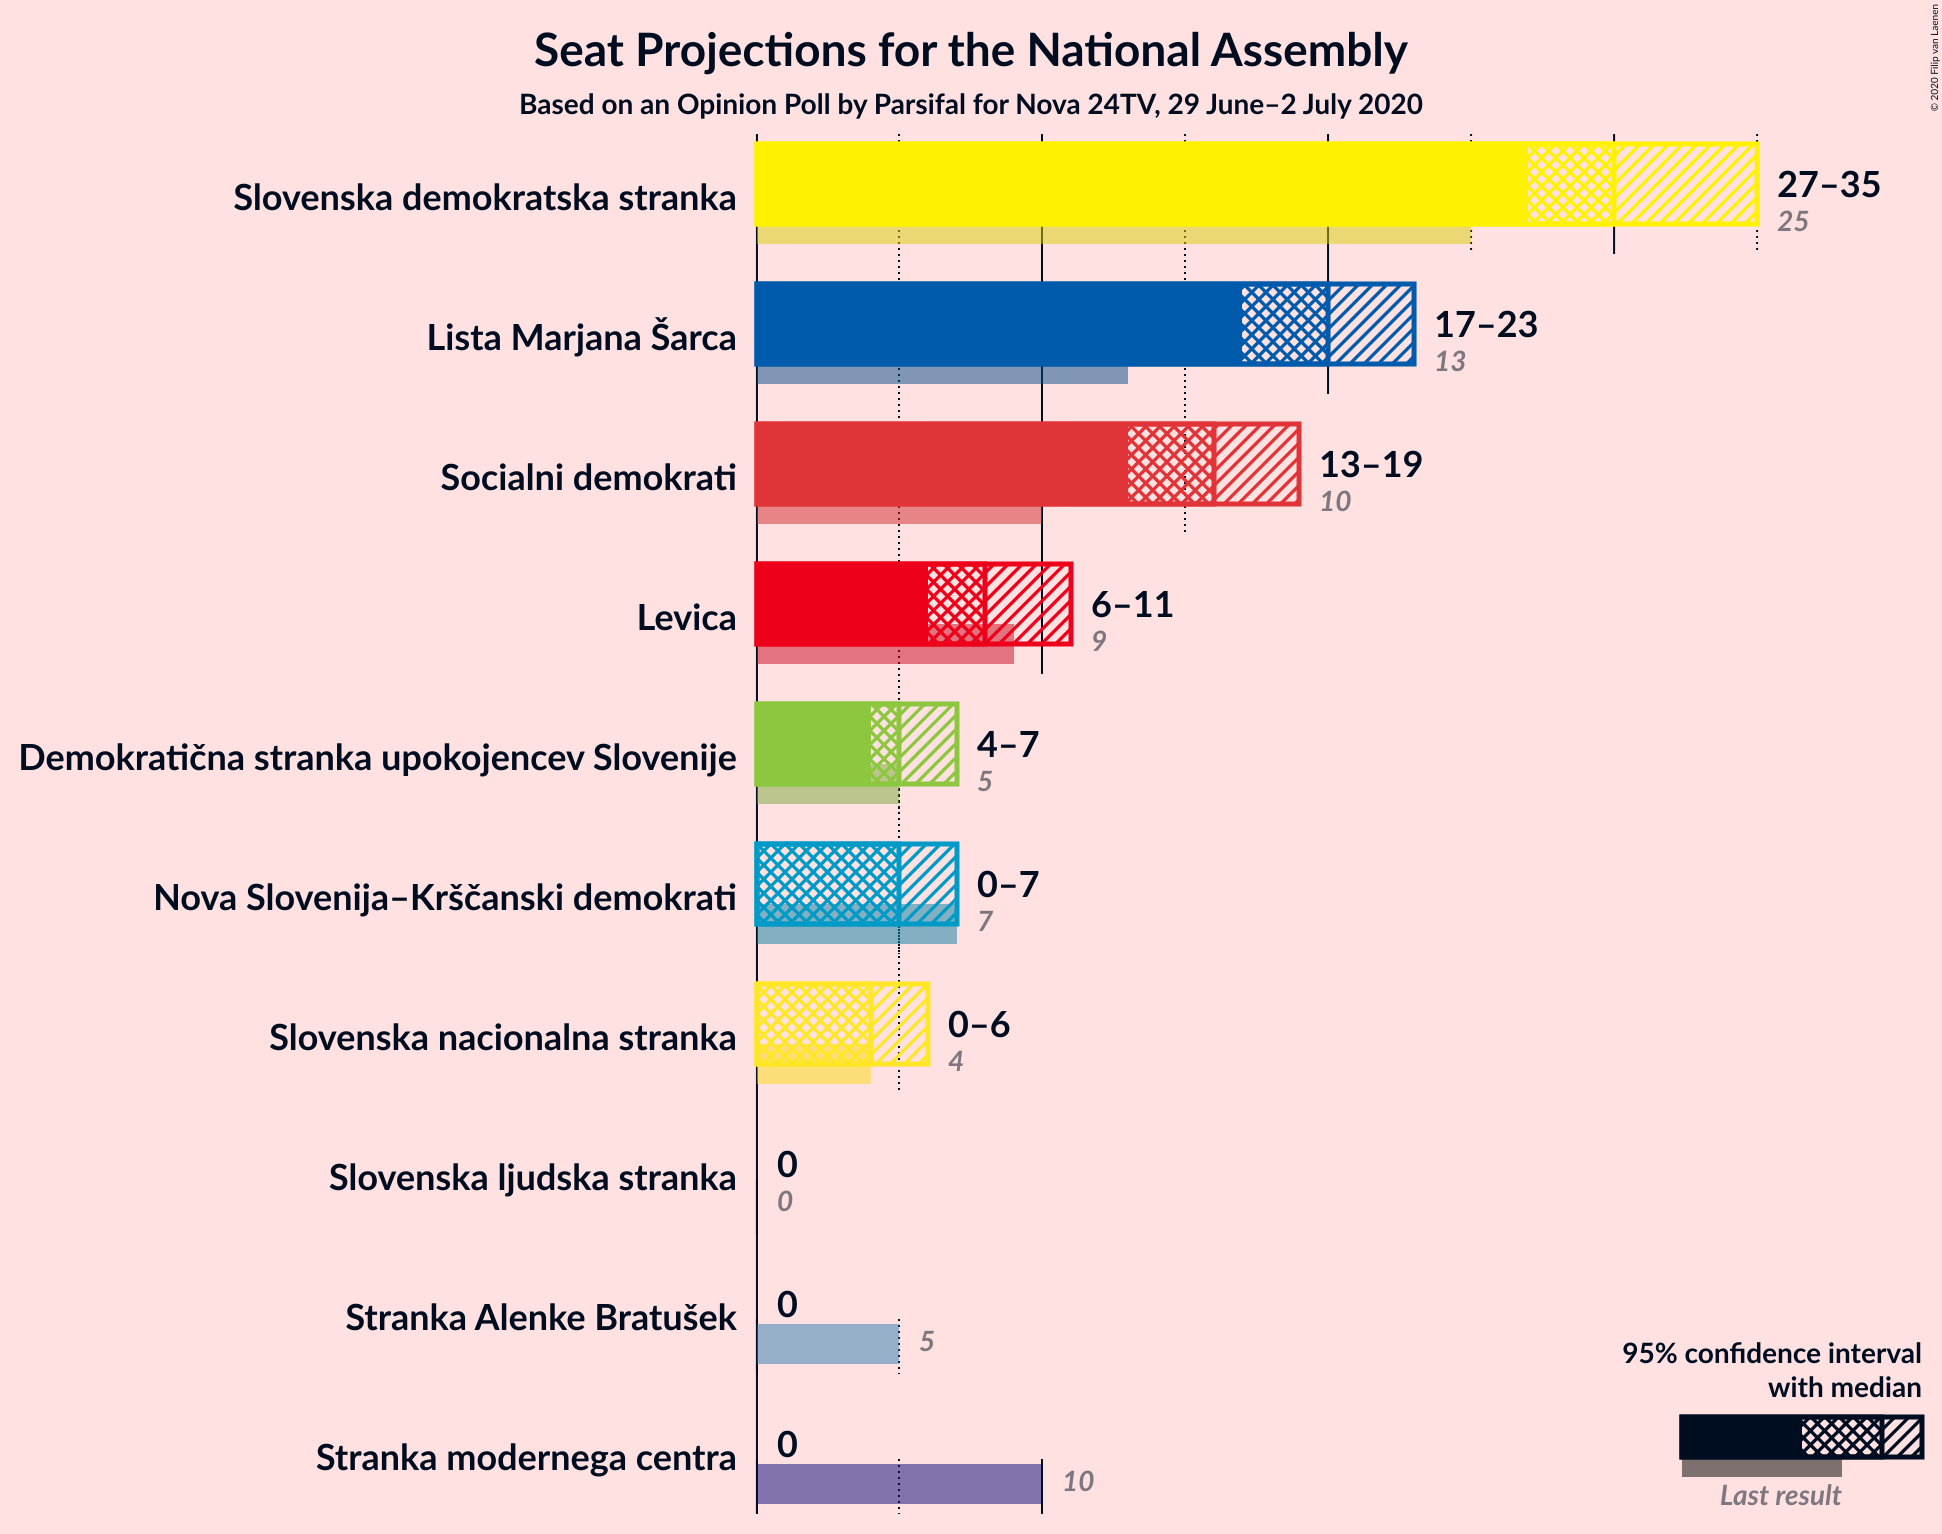 Seat Projections for the National Assembly
Based on an Opinion Poll by Parsifal for Nova 24TV, 29 June–2 July 2020
© 2020 Filip van Laenen
Slovenska demokratska stranka
27–35
25
Lista Marjana Šarca
17–23
13
Socialni demokrati
13–19
10
Levica
6–11
9
Demokratična stranka upokojencev Slovenije
4–7
5
Nova Slovenija–Krščanski demokrati
0–7
7
Slovenska nacionalna stranka
0–6
4
Slovenska ljudska stranka
0
0
Stranka Alenke Bratušek
0
5
Stranka modernega centra
0
10
95% confidence interval
with median
Last result